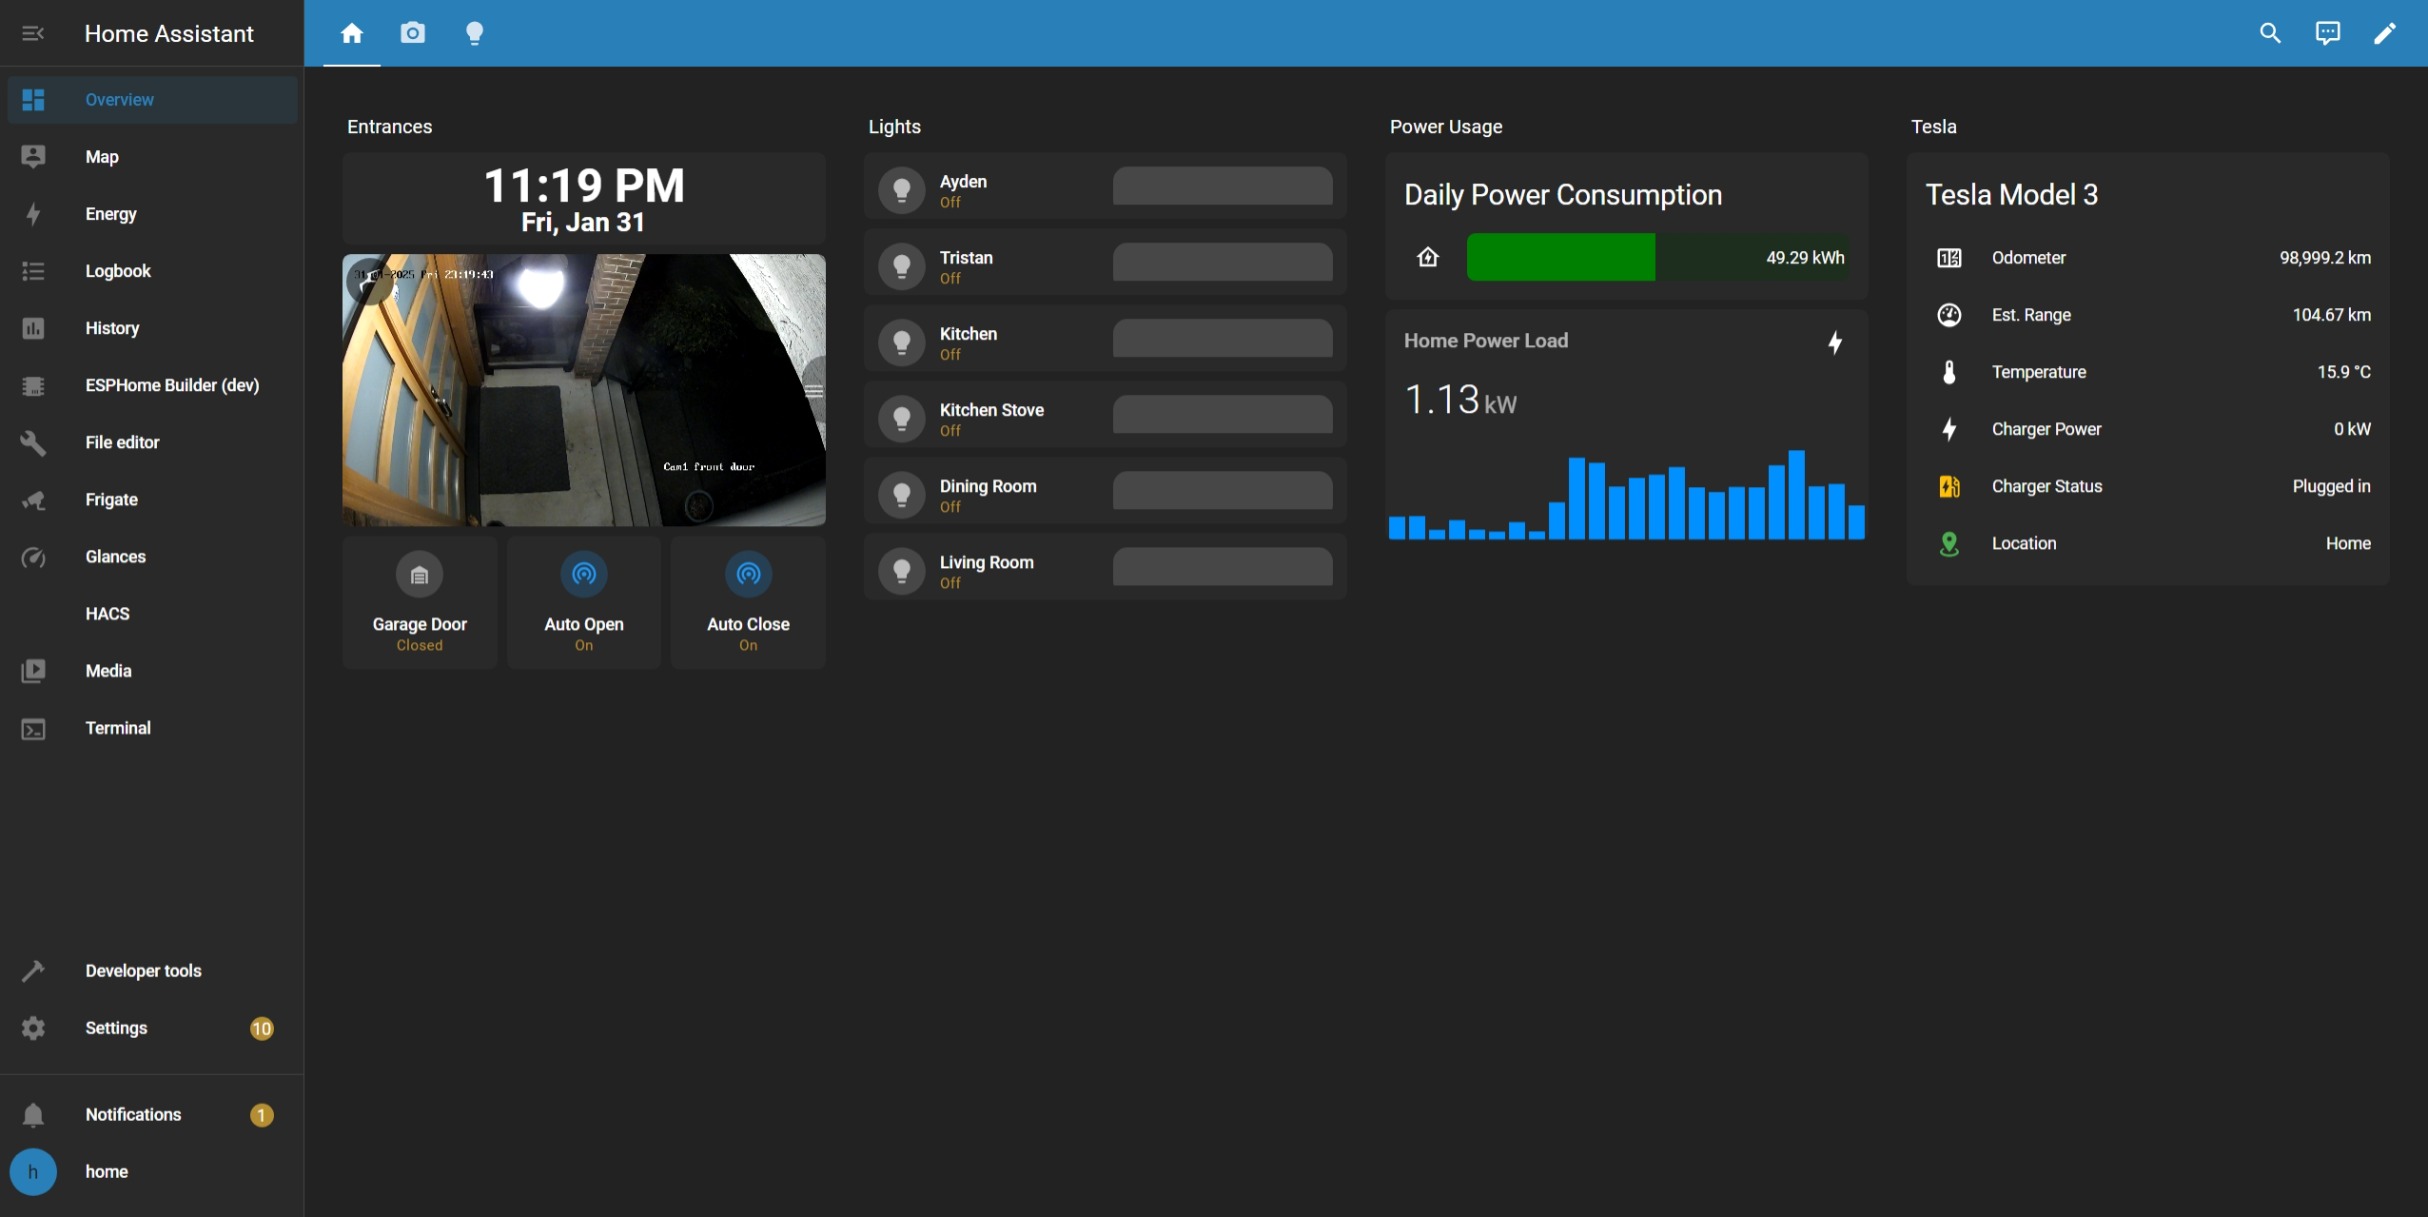 Home Assistant
Overview
Map
Energy
Logbook
History
ESPHome Builder (dev)
File editor
Frigate
Glances
HACS
Media
Terminal
Developer tools
Settings
10
Notifications
1
h
home
Entrances
11:19 PM
Fri, Jan 31
2025 Fri 23:19:43
Cam1 front door
Garage Door
Closed
Auto Open
On
Auto Close
On
Lights
Ayden
Off
Tristan
Off
Kitchen
Off
Kitchen Stove
Off
Dining Room
Off
Living Room
Off
Power Usage
Daily Power Consumption
49.29 kWh
Home Power Load
1.13 kW
Tesla
Tesla Model 3
Odometer 98,999.2 km
Est. Range 104.67 km
Temperature 15.9 °C
Charger Power 0 kW
Charger Status Plugged in
Location Home